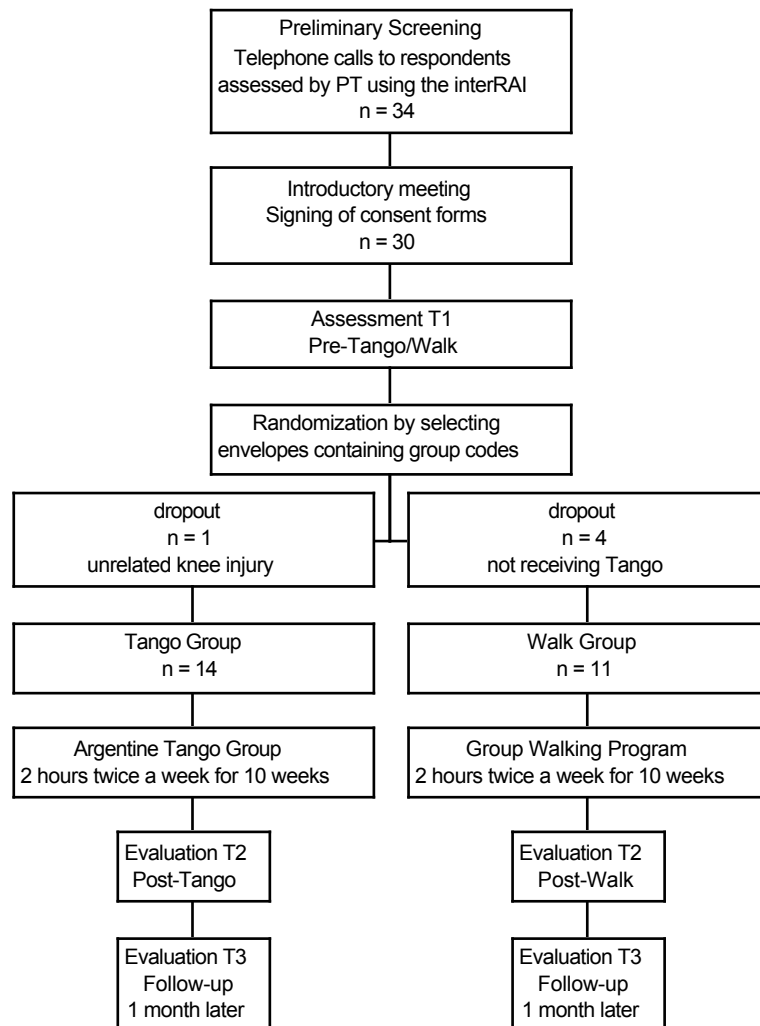 Preliminary Screening
Telephone calls to respondents
assessed by PT using the interRAI
n = 34
Introductory meeting
Signing of consent forms
n = 30
Assessment T1
Pre-Tango/Walk
Randomization by selecting
envelopes containing group codes
dropout
n = 1
unrelated knee injury
dropout
n = 4
not receiving Tango
Tango Group
n = 14
Walk Group
n = 11
Argentine Tango Group
2 hours twice a week for 10 weeks
Group Walking Program
2 hours twice a week for 10 weeks
Evaluation T2
Post-Tango
Evaluation T2
Post-Walk
Evaluation T3
Follow-up
1 month later
Evaluation T3
Follow-up
1 month later